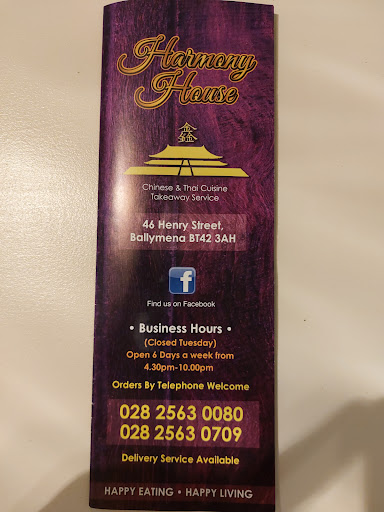 Harmony
House
Chinese & Thai Cuisine
Takeaway Service
46 Henry Street,
Ballymena BT42 3AH
f
Find us on Facebook
• Business Hours •
(Closed Tuesday)
Open 6 Days a week from
4.30pm-10.00pm
Orders By Telephone Welcome
028 2563 0080
028 2563 0709
Delivery Service Available
HAPPY EATING • HAPPY LIVING